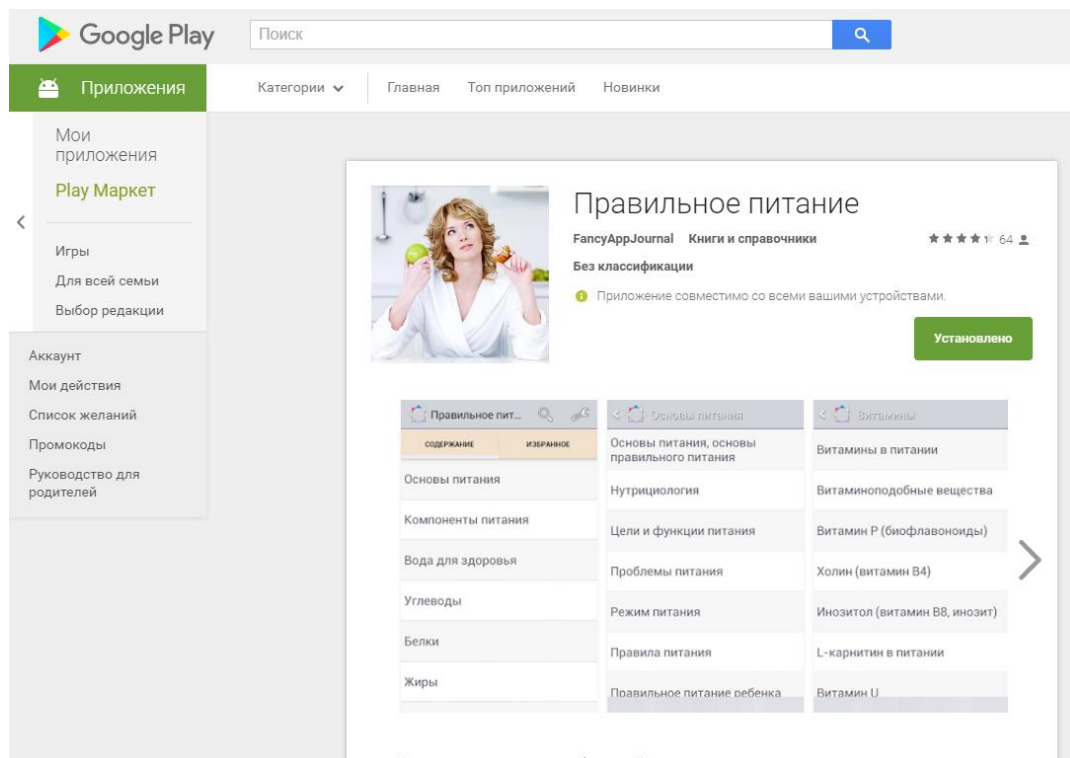 Google Play
Поиск
Приложения
Категории
Главная
Топ приложений
Новинки
Мои
приложения
Play Маркет
Игры
Для всей семьи
Выбор редакции
Аккаунт
Мои действия
Список желаний
Промокоды
Руководство для
родителей
Правильное питание
FancyAppJournal Книги и справочники
64
Без классификации
Приложение совместимо со всеми вашими устройствами.
Установлено
Правильное пит...
СОДЕРЖАНИЕ
ИЗБРАННОЕ
Основы питания
Компоненты питания
Вода для здоровья
Углеводы
Белки
Жиры
Основы питания
Основы питания, основы
правильного питания
Нутрициология
Цели и функции питания
Проблемы питания
Режим питания
Правила питания
Правильное питание ребенка
Витамины
Витамины в питании
Витаминоподобные вещества
Витамин P (биофлавоноиды)
Холин (витамин B4)
Инозитол (витамин B8, инозит)
L-карнитин в питании
Витамин U